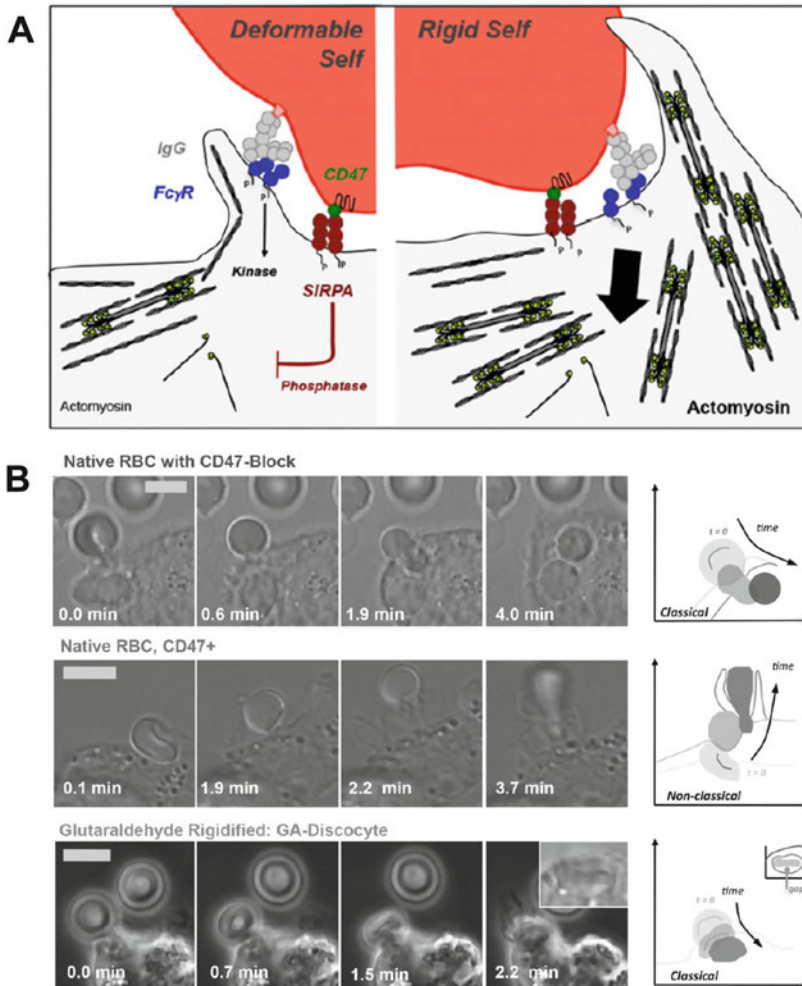 A
Deformable
Self
Rigid Self
IgG
FcγR
CD47
P
P
Kinase
P
P
SIRPA
Phosphatase
Actomyosin
P
P
P
Actomyosin
B
Native RBC with CD47-Block
0.0 min
0.6 min
1.9 min
4.0 min
t = 0
time
Classical
Native RBC, CD47+
0.1 min
1.9 min
2.2 min
3.7 min
time
t = 0
Non-classical
Glutaraldehyde Rigidified: GA-Discocyte
0.0 min
0.7 min
1.5 min
2.2 min
gap
t = 0
time
Classical